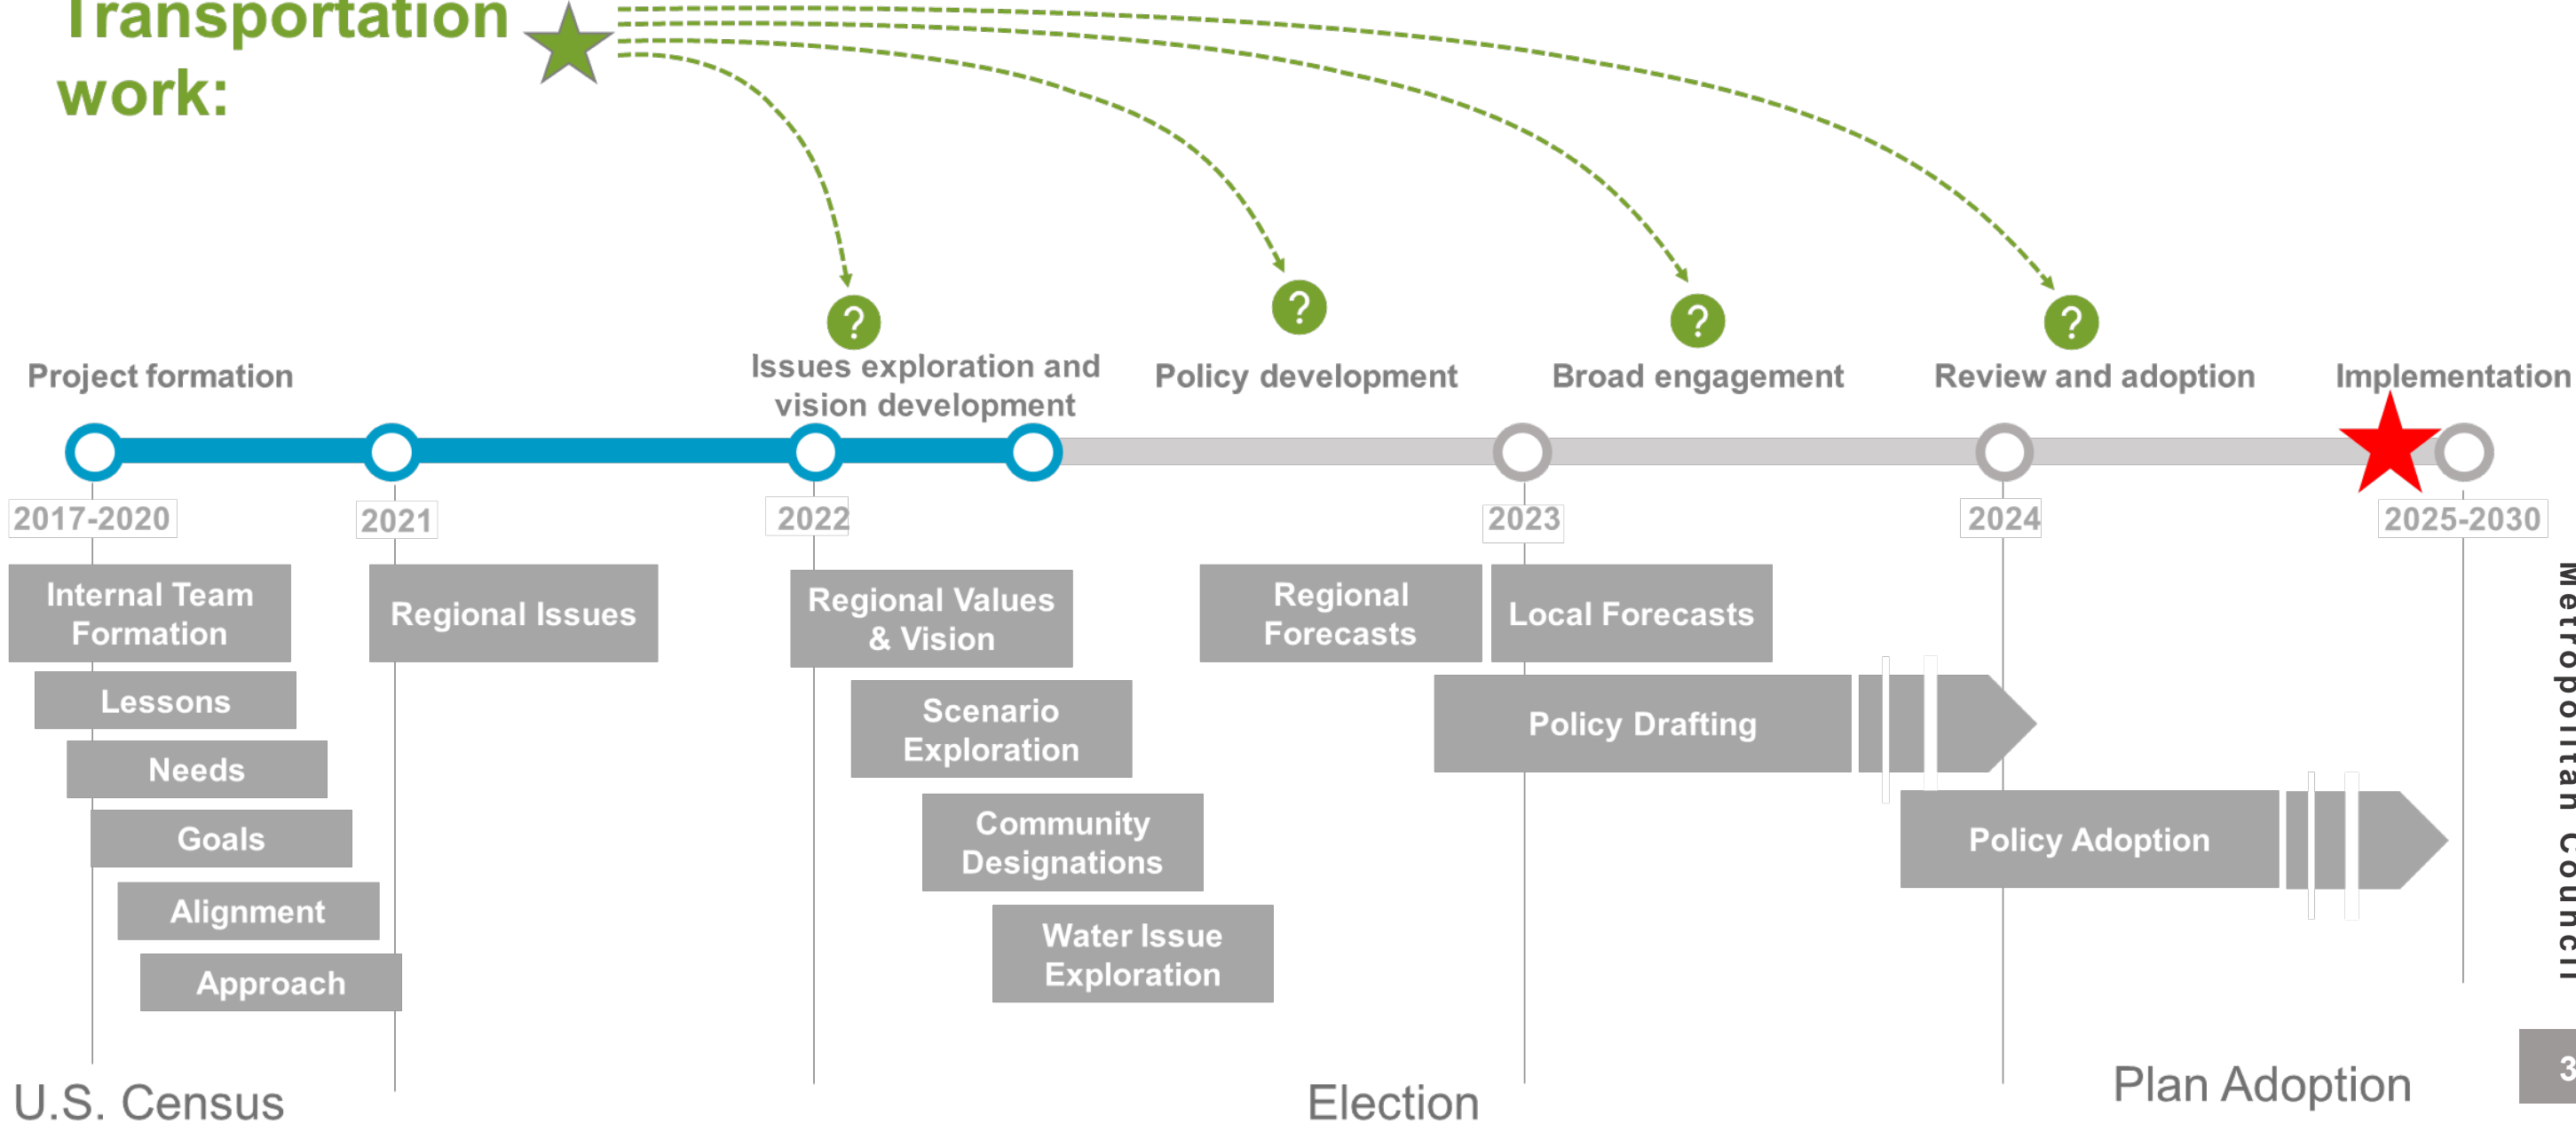 Transportation
work:
?
?
?
?
Project formation
Issues exploration and
vision development
Policy development
Broad engagement
Review and adoption
Implementation
2017-2020
2021
2022
2023
2024
2025-2030
Internal Team
Formation
Lessons
Needs
Goals
Alignment
Approach
Regional Issues
Regional Values
& Vision
Scenario
Exploration
Community
Designations
Water Issue
Exploration
Regional
Forecasts
Local Forecasts
Policy Drafting
Policy Adoption
Metropolitan Council
U.S. Census
Election
Plan Adoption
3